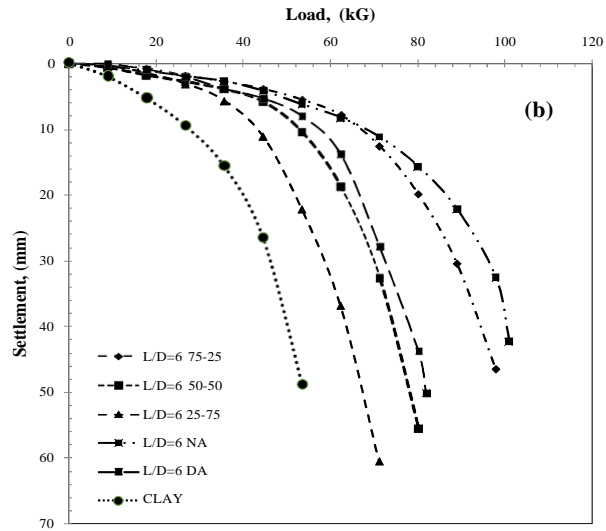 Load, (kG)
0 20 40 60 80 100 120
0
10
20
30
40
50
60
70
Settlement, (mm)
(b)
L/D=6 75-25
L/D=6 50-50
L/D=6 25-75
L/D=6 NA
L/D=6 DA
CLAY